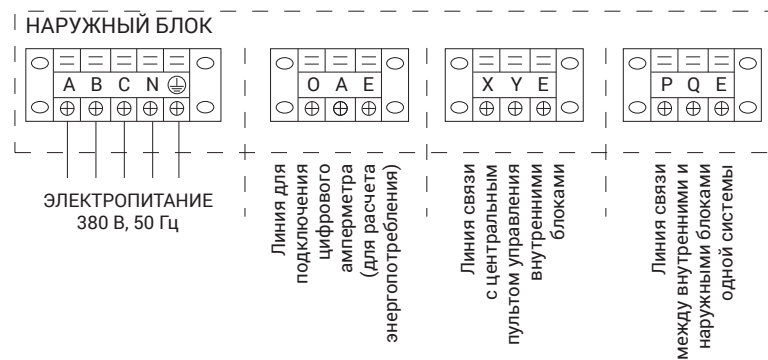 НАРУЖНЫЙ БЛОК
A B C N
O A E
X Y E
P Q E
ЭЛЕКТРОПИТАНИЕ
380 В, 50 Гц
Линия для
подключения
цифрового
амперметра
(для расчета
энергопотребления)
Линия связи
с центральным
пультом управления
внутренними
блоками
Линия связи
между внутренними и
наружными блоками
одной системы